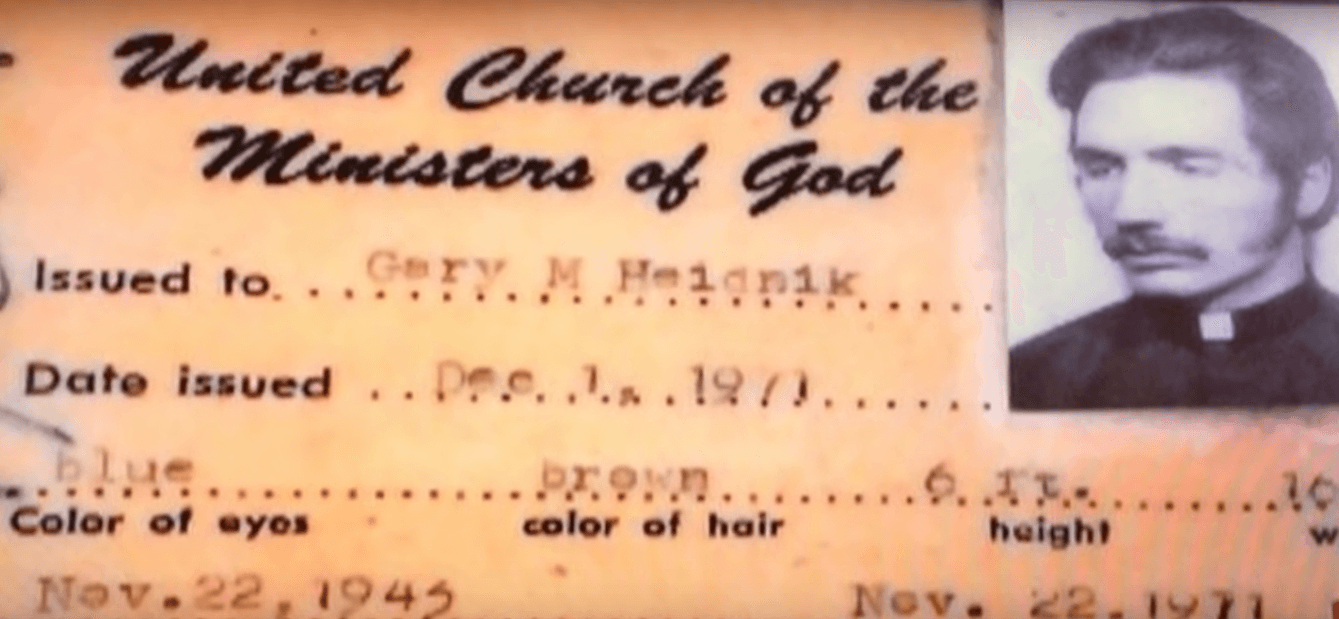 United Church of the
Ministers of God
Issued to Gary M Heidnik
Date issued Dec. 1, 1971
blue brown 6 ft. 16
Color of eyes color of hair height w
Nov. 22, 1943 Nov. 22, 1971